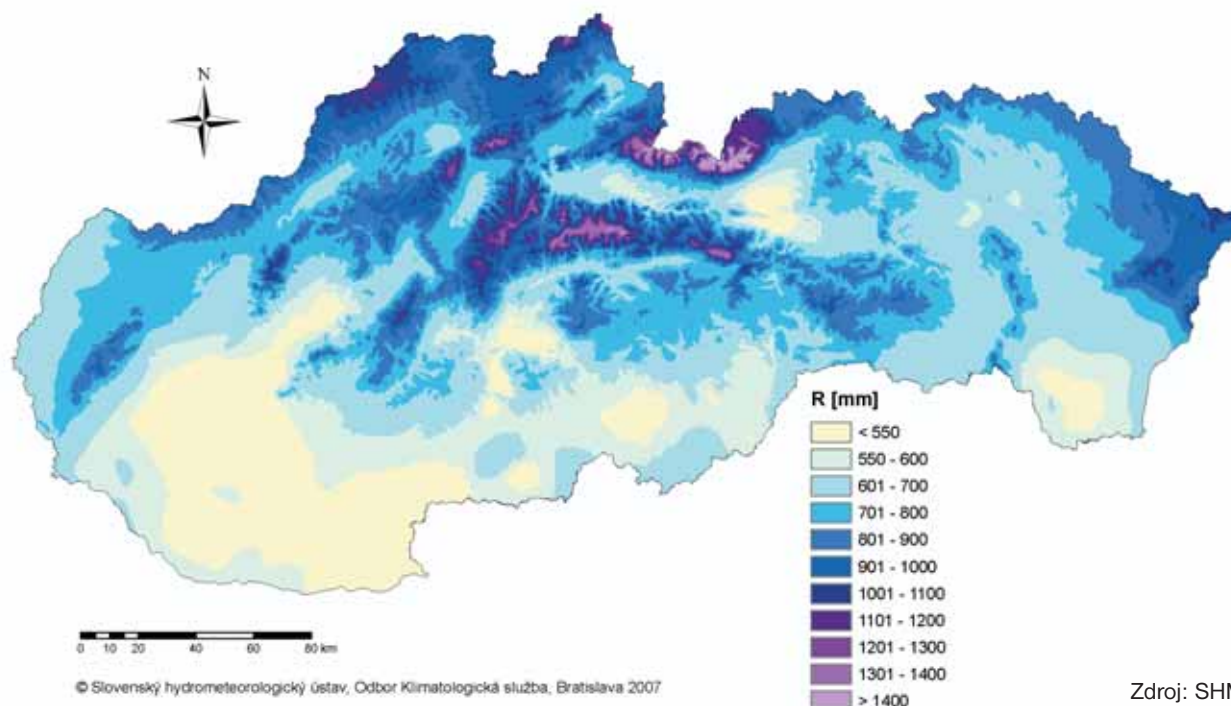 N
R [mm]
< 550
550 - 600
601 - 700
701 - 800
801 - 900
901 - 1000
1001 - 1100
1101 - 1200
1201 - 1300
1301 - 1400
> 1400
0 10 20 40 60 80 km
© Slovenský hydrometeorologický ústav, Odbor Klimatologická služba, Bratislava 2007
Zdroj: